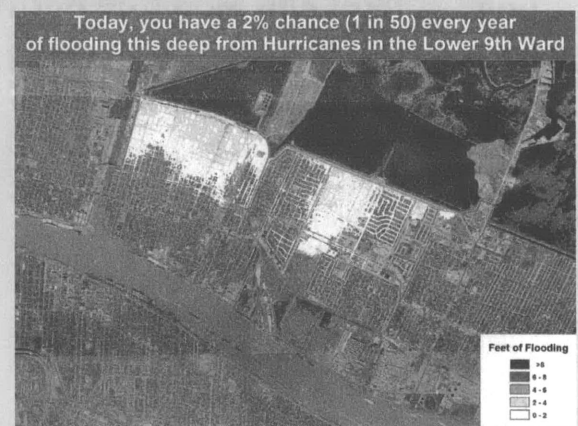 Today, you have a 2% chance (1 in 50) every year
of flooding this deep from Hurricanes in the Lower 9th Ward
Feet of Flooding
>8
6 - 8
4 - 6
2 - 4
0 - 2